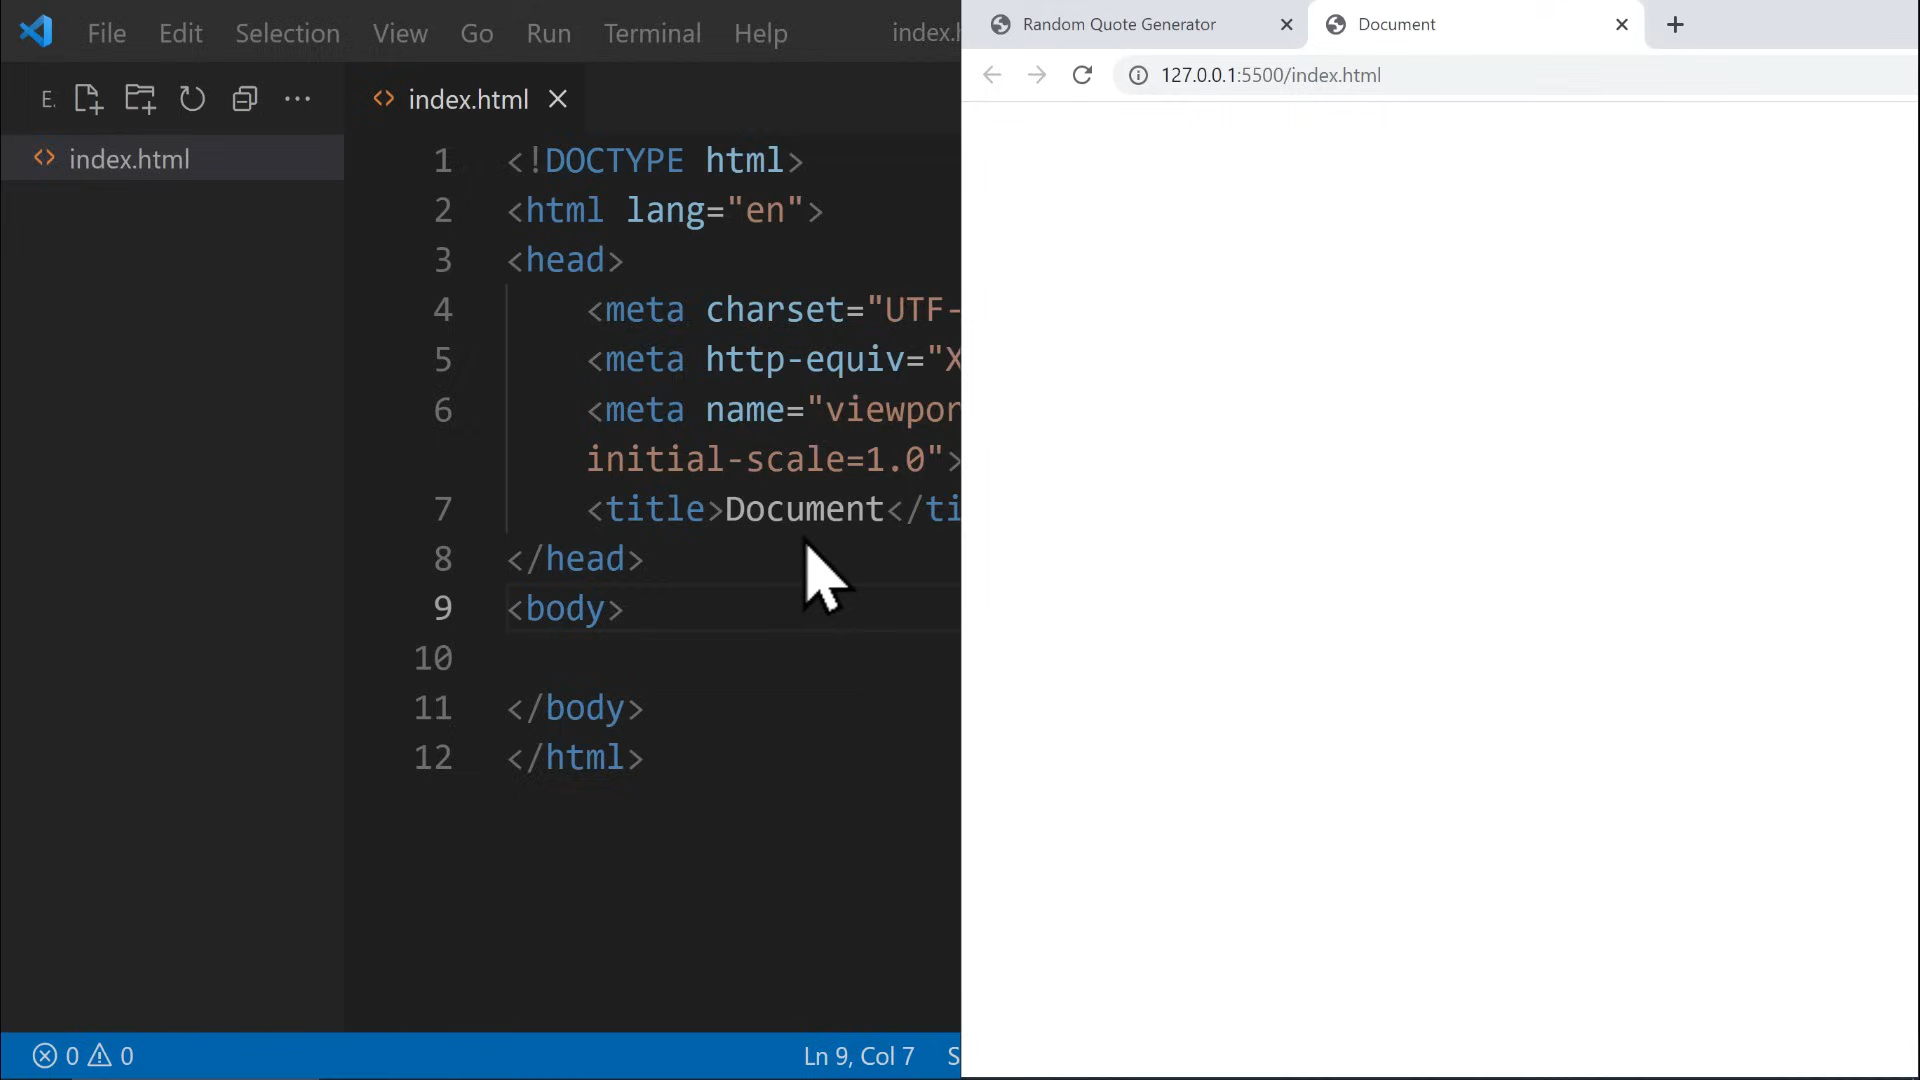 File Edit Selection View Go Run Terminal Help index.h
E.
index.html
index.html
1 <!DOCTYPE html>
2 <html lang="en">
3 <head>
4 <meta charset="UTF-
5 <meta http-equiv="X
6 <meta name="viewpor
initial-scale=1.0">
7 <title>Document</ti
8 </head>
9 <body>
10
11 </body>
12 </html>
0 0 Ln 9, Col 7 S
Random Quote Generator Document
127.0.0.1:5500/index.html